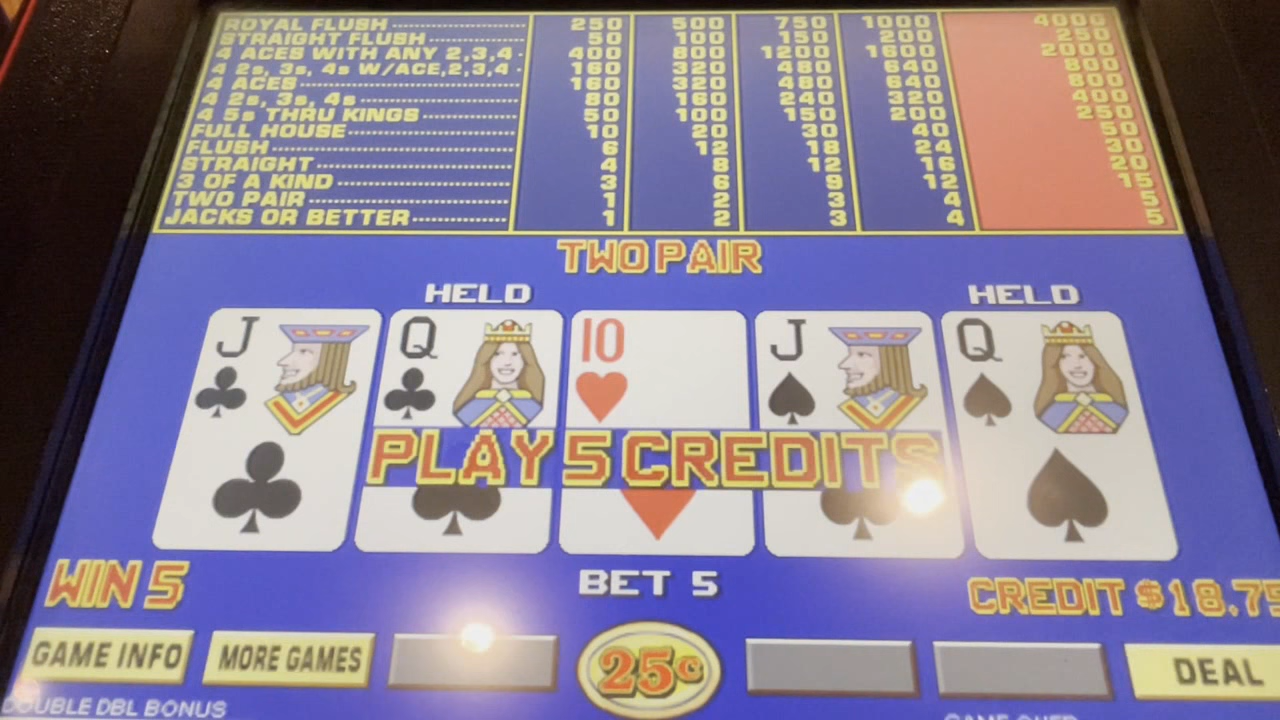 ROYAL FLUSH 250 500 750 1000 4000
STRAIGHT FLUSH 50 100 150 200 250
4 ACES WITH ANY 2,3,4 400 800 1200 1600 2000
4 2s, 3s, 4s W/ACE,2,3,4 160 320 480 640 800
4 ACES 160 320 480 640 800
4 2s, 3s, 4s 80 160 240 320 400
4 5s THRU KINGS 50 100 150 200 250
FULL HOUSE 10 20 30 40 50
FLUSH 6 12 18 24 30
STRAIGHT 4 8 12 16 20
3 OF A KIND 3 6 9 12 15
TWO PAIR 1 2 3 4 5
JACKS OR BETTER 1 2 3 4 5
TWO PAIR
HELD HELD
J Q 10 J Q
PLAY 5 CREDITS
WIN 5 BET 5 CREDIT $18.75
GAME INFO MORE GAMES 25¢ DEAL
DOUBLE DBL BONUS GAME OVER